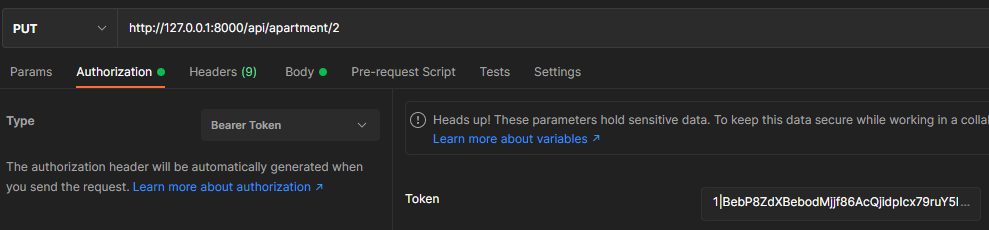 PUT
http://127.0.0.1:8000/api/apartment/2
Params Authorization Headers (9) Body Pre-request Script Tests Settings
Type Bearer Token
The authorization header will be automatically generated when
you send the request. Learn more about authorization ↗
Heads up! These parameters hold sensitive data. To keep this data secure while working in a colla
Learn more about variables ↗
Token 1|BebP8ZdXBebodMjjf86AcQjidpIcx79ruY5l...